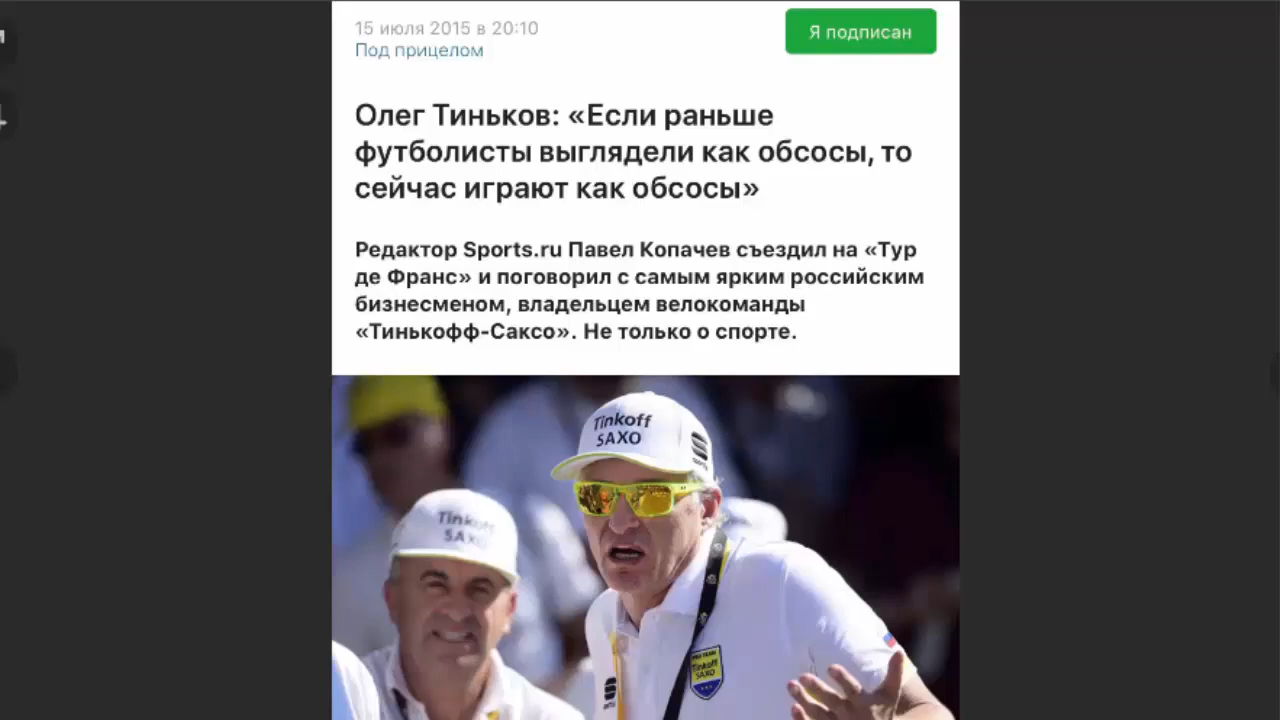 15 июля 2015 в 20:10
Я подписан
Под прицелом
Олег Тиньков: «Если раньше
футболисты выглядели как обсосы, то
сейчас играют как обсосы»
Редактор Sports.ru Павел Копачев съездил на «Тур
де Франс» и поговорил с самым ярким российским
бизнесменом, владельцем велокоманды
«Тинькофф-Саксо». Не только о спорте.
Tinkoff
SAXO
Tinkoff
SAXO
Tinkoff
SAXO